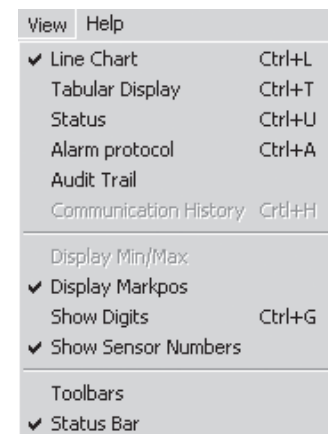 View Help
Line Chart Ctrl+L
Tabular Display Ctrl+T
Status Ctrl+U
Alarm protocol Ctrl+A
Audit Trail
Communication History Crtl+H
Display Min/Max
Display Markpos
Show Digits Ctrl+G
Show Sensor Numbers
Toolbars
Status Bar